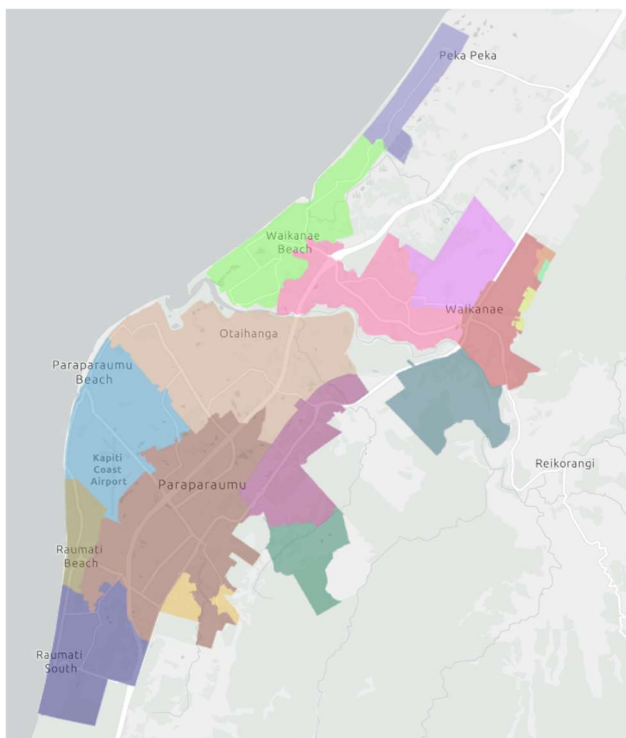 Peka Peka
Waikanae
Beach
Waikanae
Otaihanga
Paraparaumu
Beach
Kapiti
Coast
Airport
Paraparaumu
Reikorangi
Raumati
Beach
Raumati
South